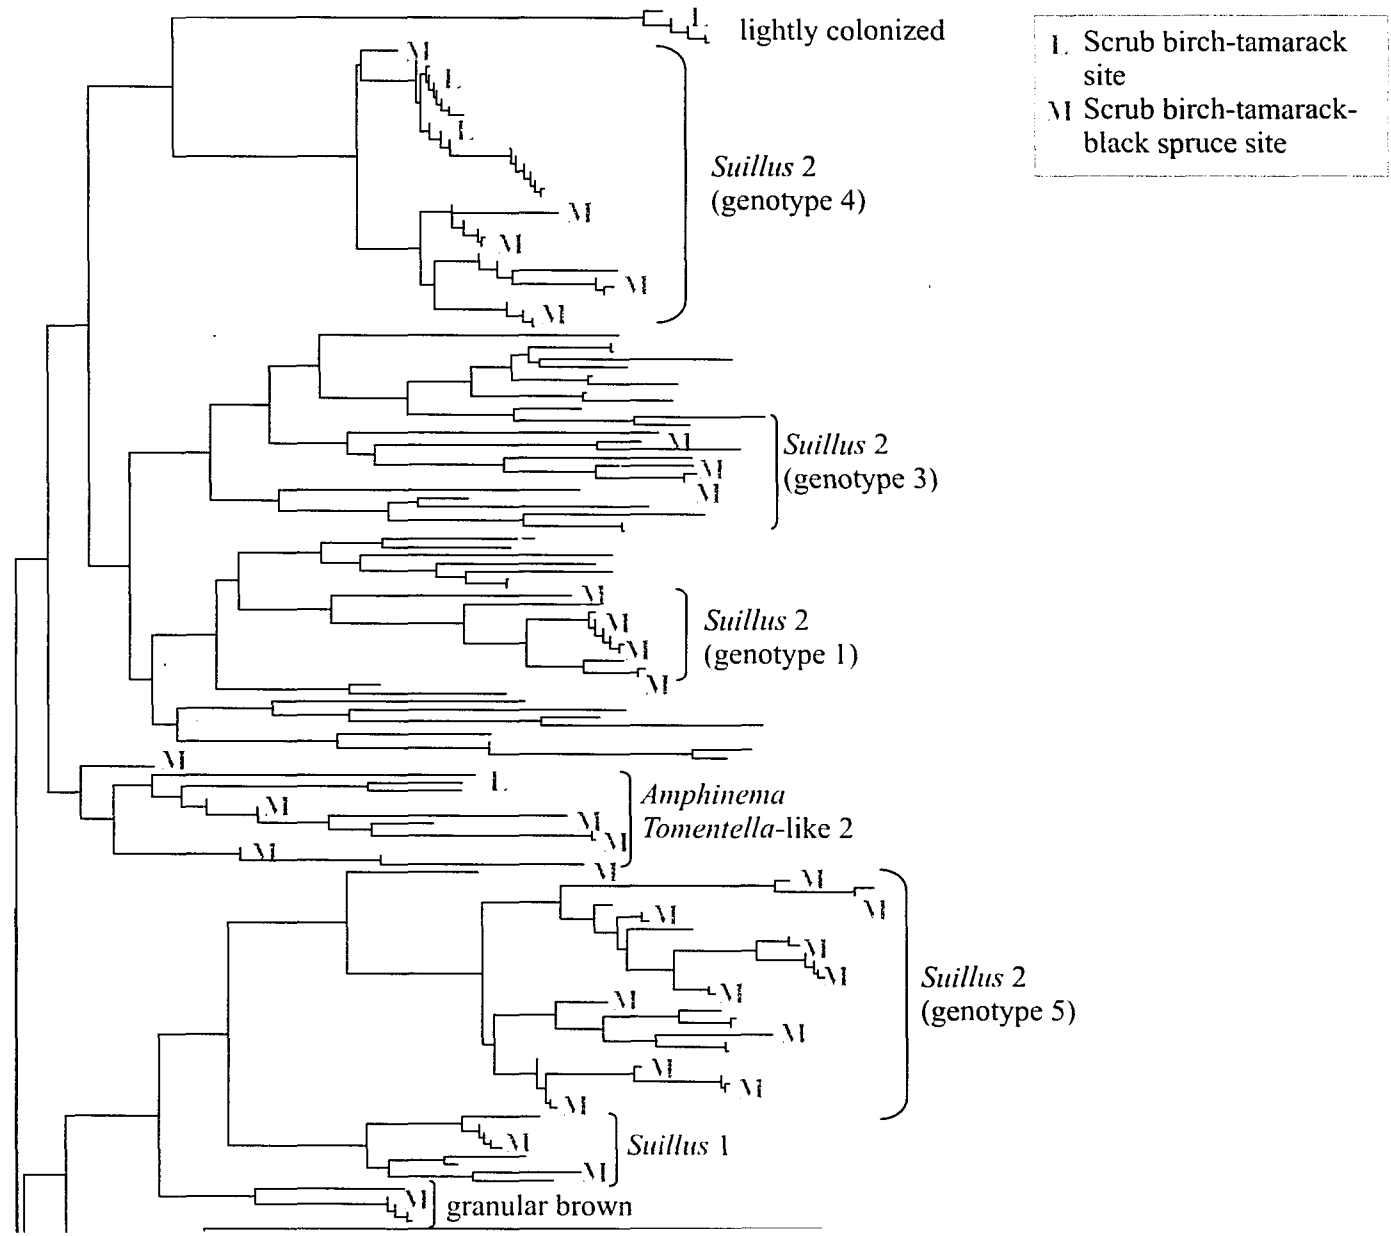 L
lightly colonized
L Scrub birch-tamarack
site
M Scrub birch-tamarack-
black spruce site
M
L
L
Suillus 2
(genotype 4)
M
M
M
M
M
Suillus 2
(genotype 3)
M
M
M
Suillus 2
(genotype 1)
M
M
M
M
L
Amphinema
Tomentella-like 2
M
M
M
M
M
M
M
M
M
M
Suillus 2
(genotype 5)
M
M
M
M
M
M
M
Suillus 1
M
M
granular brown